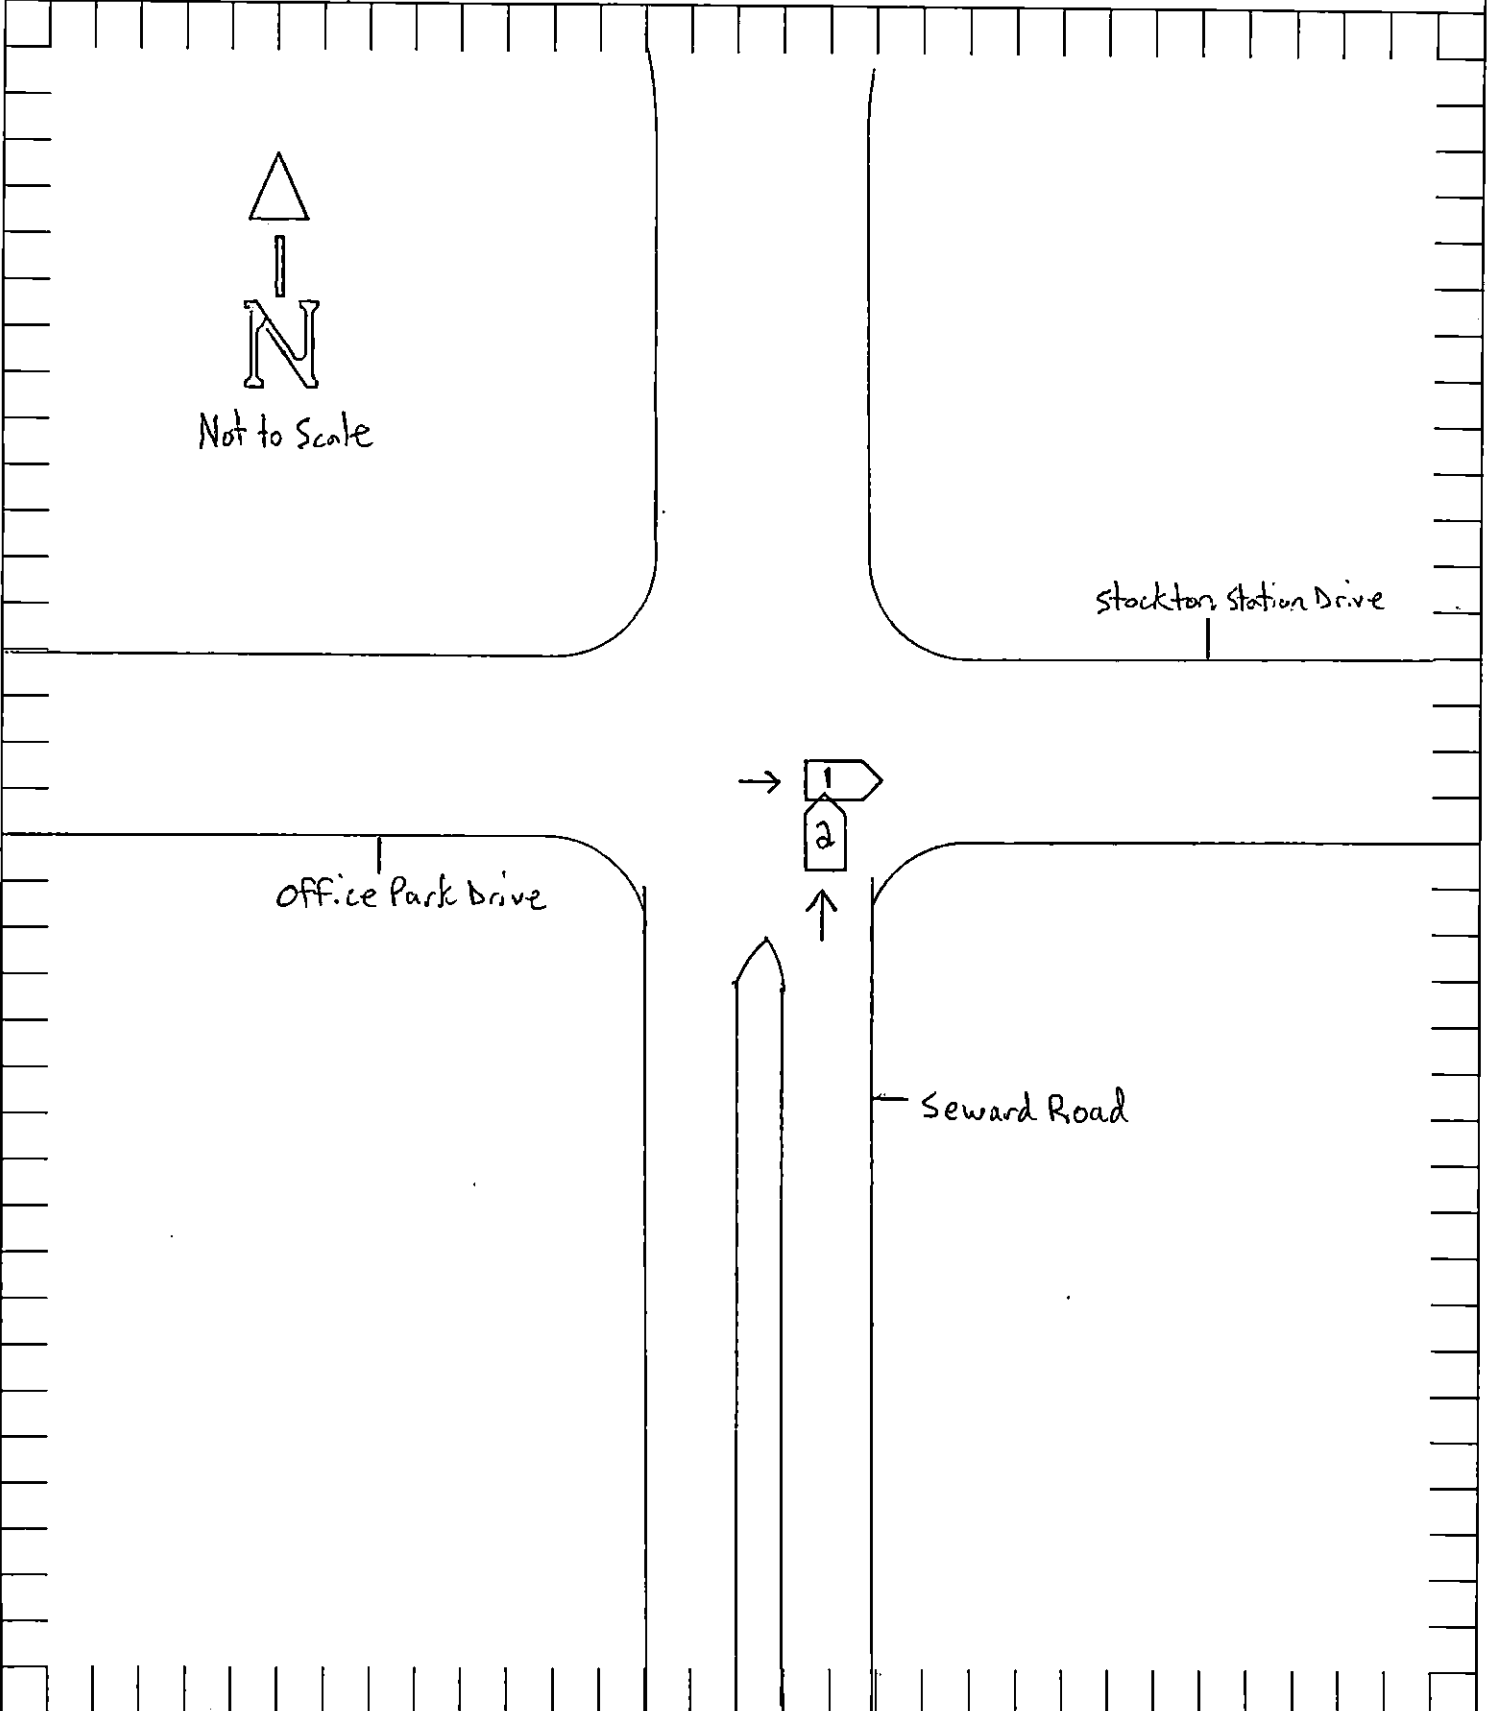 N
Not to Scale
Stockton Station Drive
1
2
Office Park Drive
Seward Road